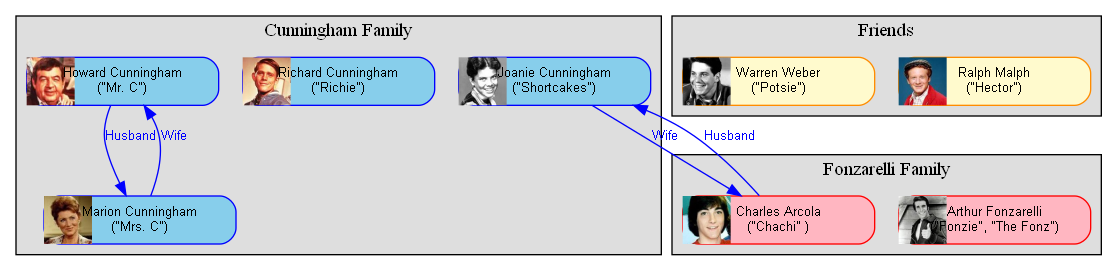 Cunningham Family
Howard Cunningham
("Mr. C")
Richard Cunningham
("Richie")
Joanie Cunningham
("Shortcakes")
Husband
Wife
Marion Cunningham
("Mrs. C")
Friends
Warren Weber
("Potsie")
Ralph Malph
("Hector")
Wife
Husband
Fonzarelli Family
Charles Arcola
("Chachi" )
Arthur Fonzarelli
("Fonzie", "The Fonz")